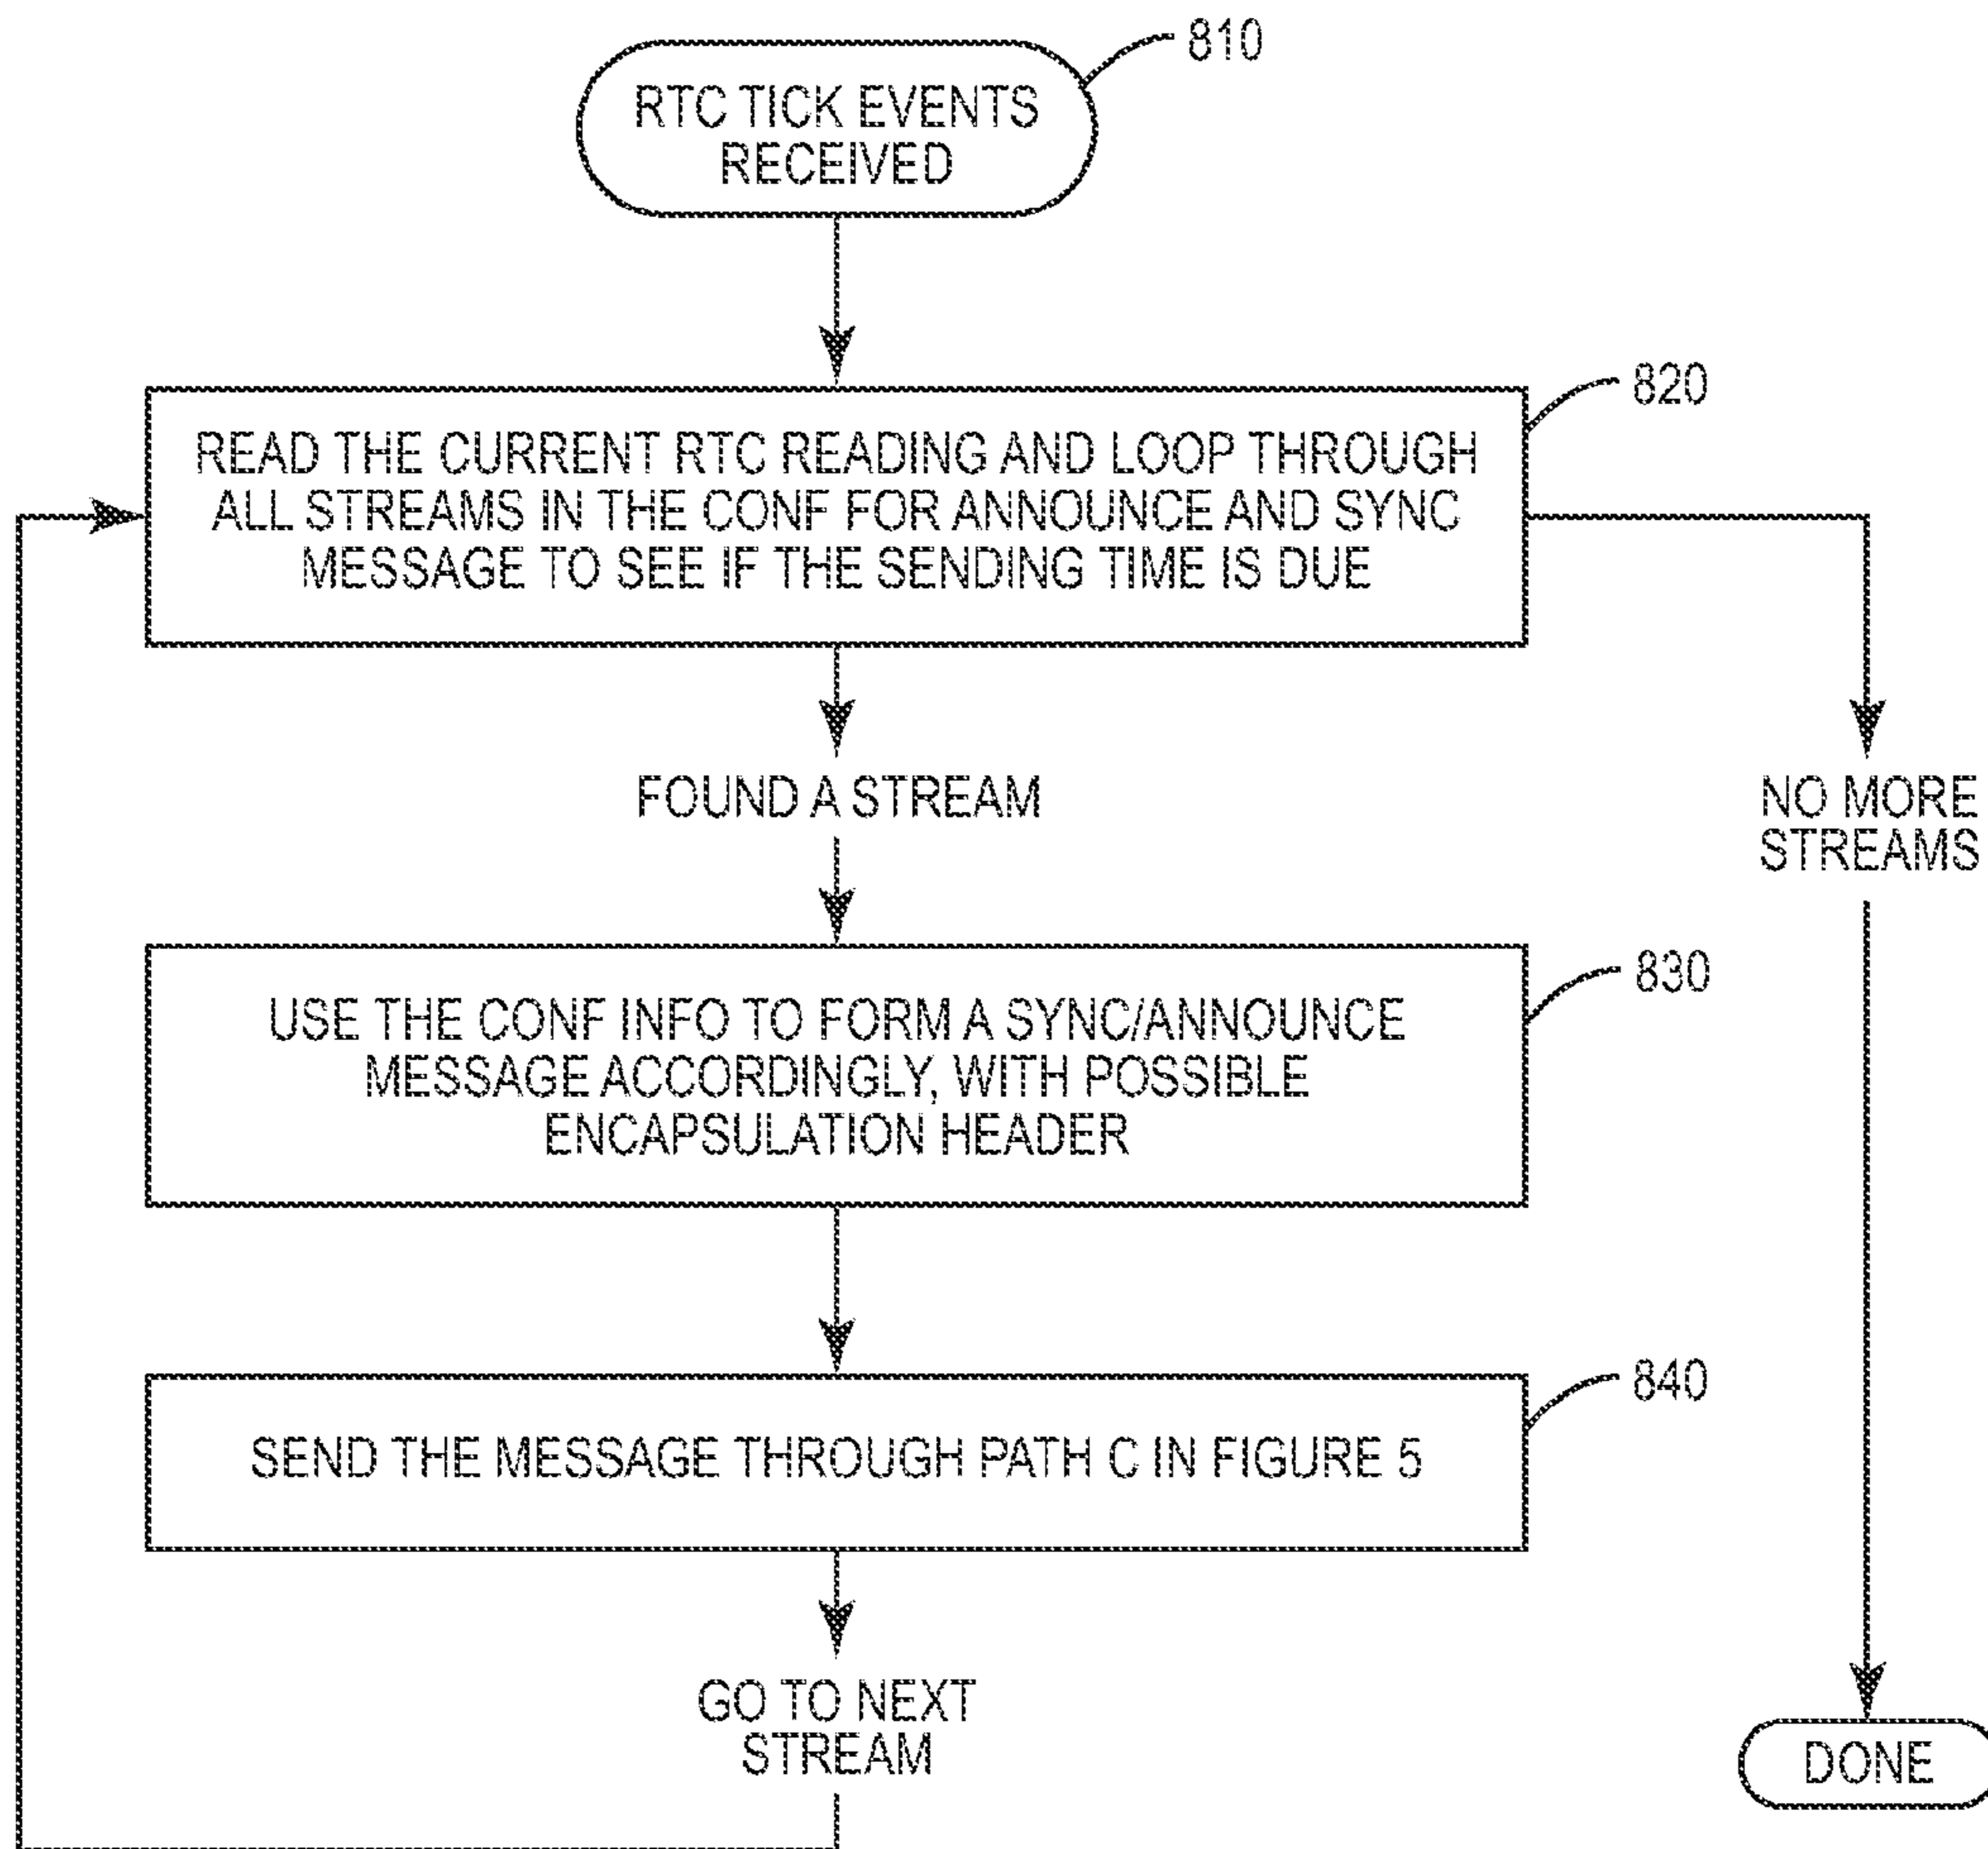 810
RTC TICK EVENTS
RECEIVED
820
READ THE CURRENT RTC READING AND LOOP THROUGH
ALL STREAMS IN THE CONF FOR ANNOUNCE AND SYNC
MESSAGE TO SEE IF THE SENDING TIME IS DUE
FOUND A STREAM
NO MORE
STREAMS
830
USE THE CONF INFO TO FORM A SYNC/ANNOUNCE
MESSAGE ACCORDINGLY, WITH POSSIBLE
ENCAPSULATION HEADER
840
SEND THE MESSAGE THROUGH PATH C IN FIGURE 5
GO TO NEXT
STREAM
DONE